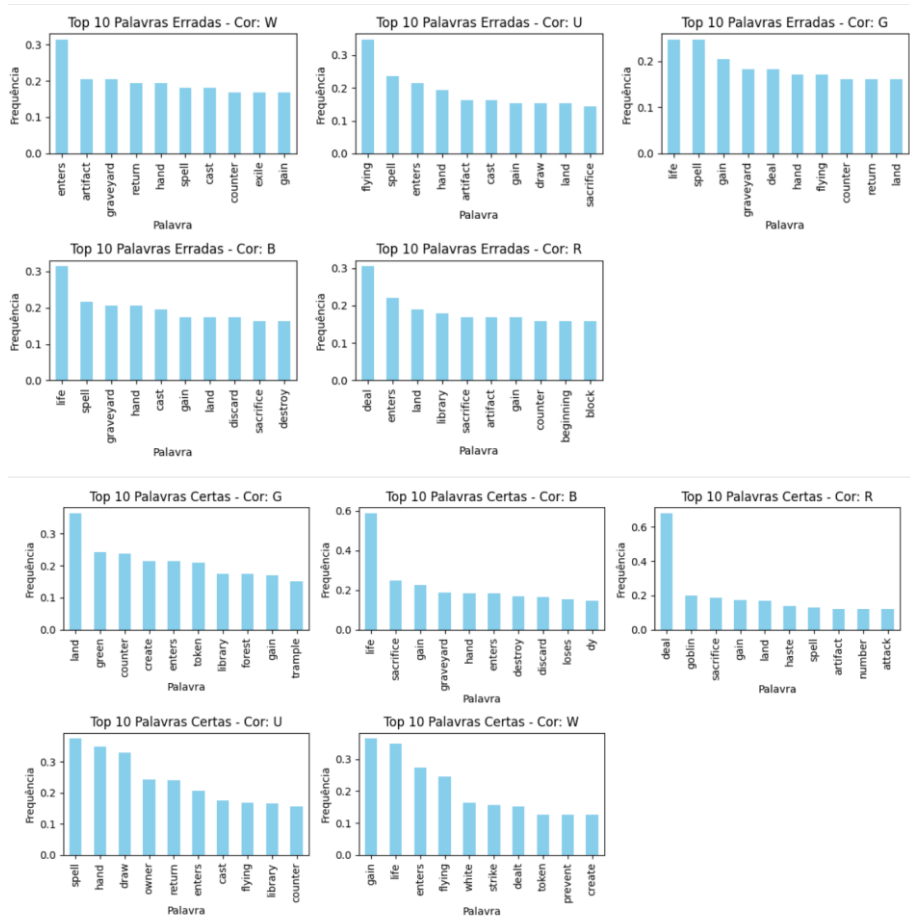 Top 10 Palavras Erradas - Cor: W
Frequência
0.3
0.2
0.1
0.0
enters
artifact
graveyard
return
hand
spell
cast
counter
exile
gain
Palavra
Top 10 Palavras Erradas - Cor: U
Frequência
0.3
0.2
0.1
0.0
flying
spell
enters
hand
artifact
cast
gain
draw
land
sacrifice
Palavra
Top 10 Palavras Erradas - Cor: G
Frequência
0.2
0.1
0.0
life
spell
gain
graveyard
deal
hand
flying
counter
return
land
Palavra
Top 10 Palavras Erradas - Cor: B
Frequência
0.3
0.2
0.1
0.0
life
spell
graveyard
hand
cast
gain
land
discard
sacrifice
destroy
Palavra
Top 10 Palavras Erradas - Cor: R
Frequência
0.3
0.2
0.1
0.0
deal
enters
land
library
sacrifice
artifact
gain
counter
beginning
block
Palavra
Top 10 Palavras Certas - Cor: G
Frequência
0.3
0.2
0.1
0.0
land
green
counter
create
enters
token
library
forest
gain
trample
Palavra
Top 10 Palavras Certas - Cor: B
Frequência
0.6
0.4
0.2
0.0
life
sacrifice
gain
graveyard
hand
enters
destroy
discard
loses
dy
Palavra
Top 10 Palavras Certas - Cor: R
Frequência
0.6
0.4
0.2
0.0
deal
goblin
sacrifice
gain
land
haste
spell
artifact
number
attack
Palavra
Top 10 Palavras Certas - Cor: U
Frequência
0.3
0.2
0.1
0.0
spell
hand
draw
owner
return
enters
cast
flying
library
counter
Palavra
Top 10 Palavras Certas - Cor: W
Frequência
0.3
0.2
0.1
0.0
gain
life
enters
flying
white
strike
dealt
token
prevent
create
Palavra